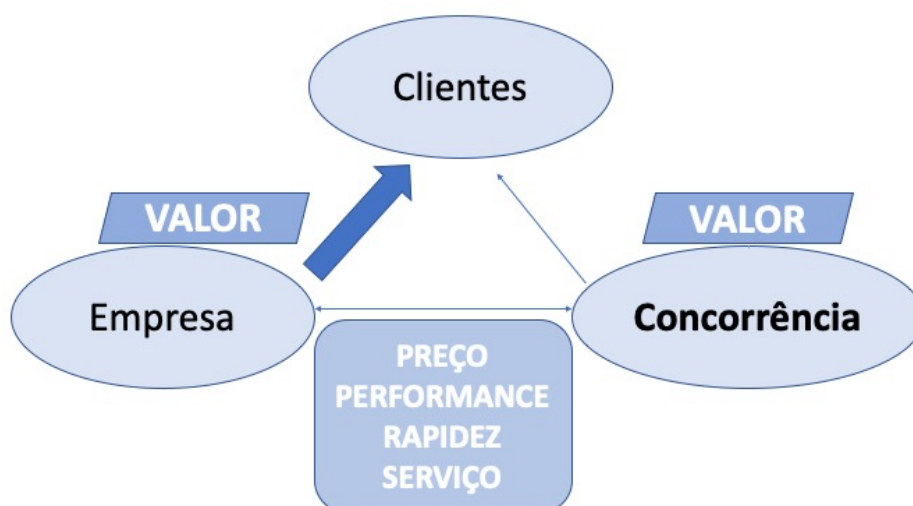 Clientes
VALOR
VALOR
Empresa
Concorrência
PREÇO
PERFORMANCE
RAPIDEZ
SERVIÇO